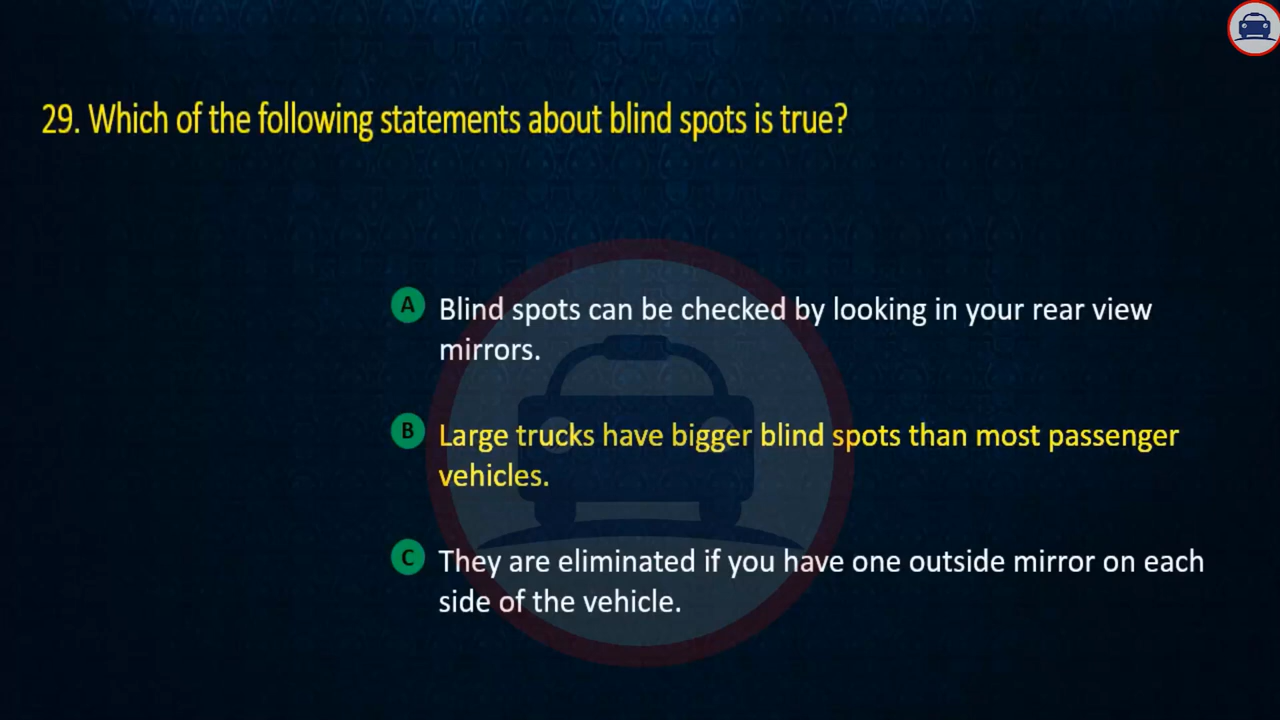 29. Which of the following statements about blind spots is true?
A Blind spots can be checked by looking in your rear view
mirrors.
B Large trucks have bigger blind spots than most passenger
vehicles.
C They are eliminated if you have one outside mirror on each
side of the vehicle.